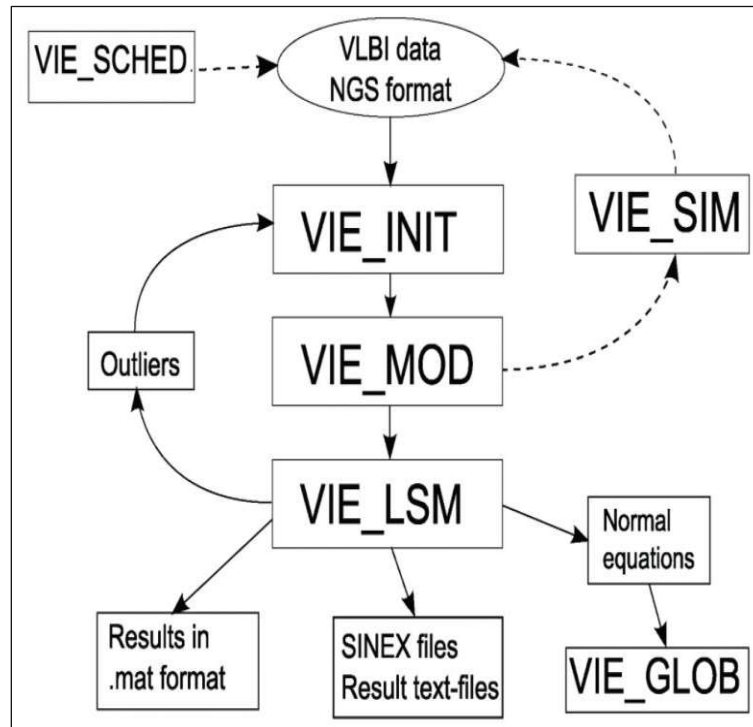 VIE_SCHED
VLBI data
NGS format
VIE_INIT
VIE_SIM
Outliers
VIE_MOD
VIE_LSM
Normal
equations
Results in
.mat format
SINEX files
Result text-files
VIE_GLOB